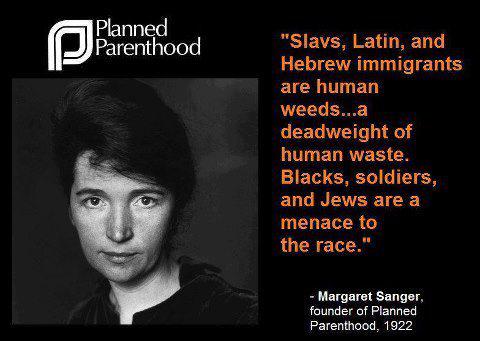 Planned
Parenthood
"Slavs, Latin, and
Hebrew immigrants
are human
weeds...a
deadweight of
human waste.
Blacks, soldiers,
and Jews are a
menace to
the race."
- Margaret Sanger,
founder of Planned
Parenthood, 1922